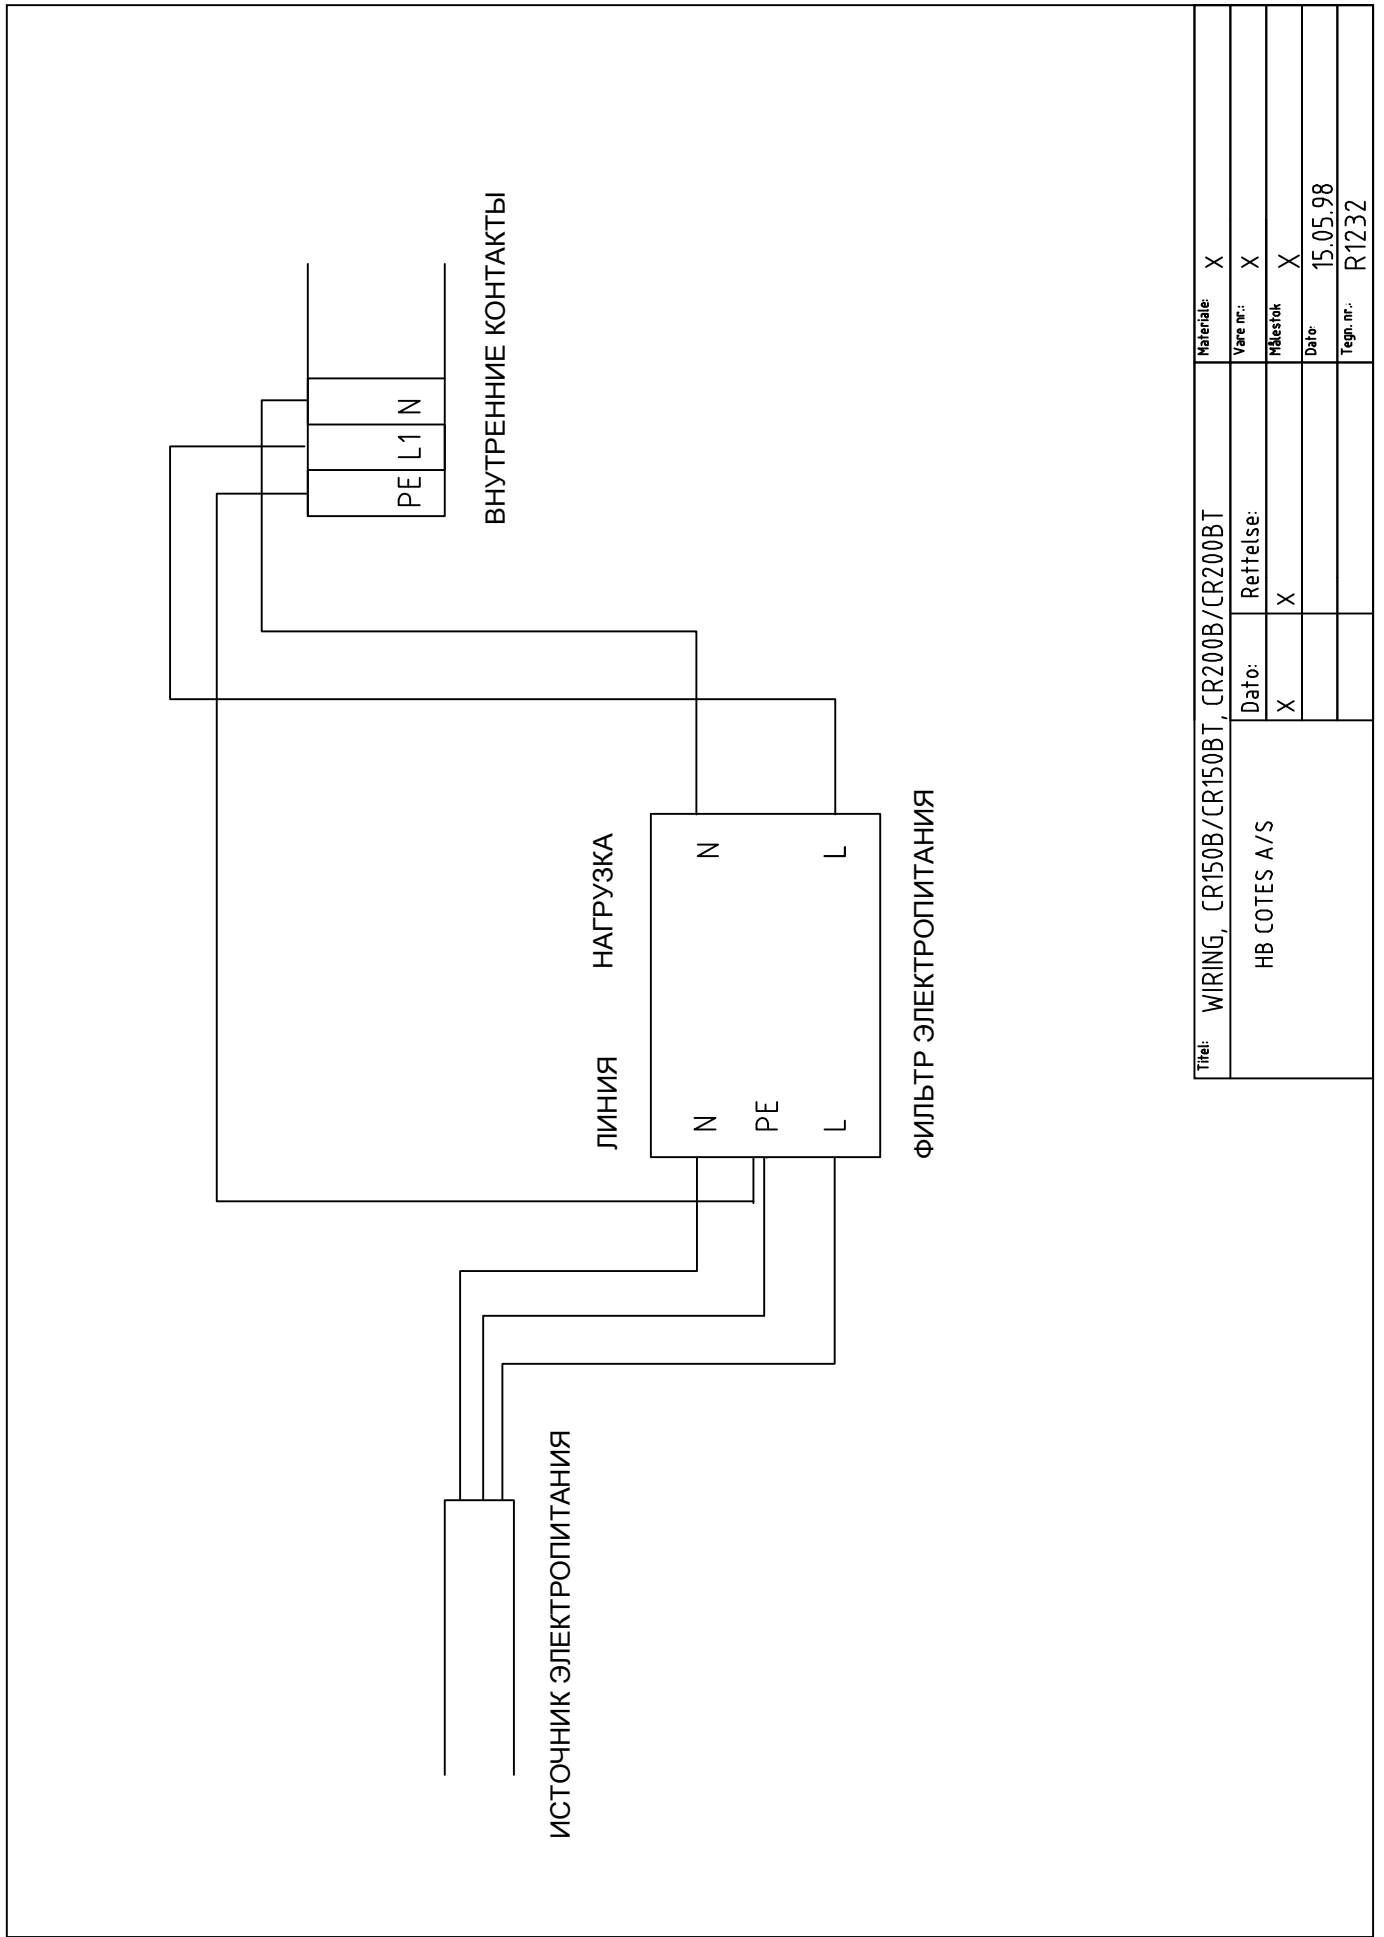 ВНУТРЕННИЕ КОНТАКТЫ
PE L1 N
НАГРУЗКА
ЛИНИЯ
N
L
N
PE
L
ФИЛЬТР ЭЛЕКТРОПИТАНИЯ
ИСТОЧНИК ЭЛЕКТРОПИТАНИЯ
Titel: WIRING, CR150B/CR150BT, CR200B/CR200BT
HB COTES A/S
Dato: Rettelse:
X X
Materiale: X
Vare nr.: X
Målestok X
Dato: 15.05.98
Tegn. nr.: R1232